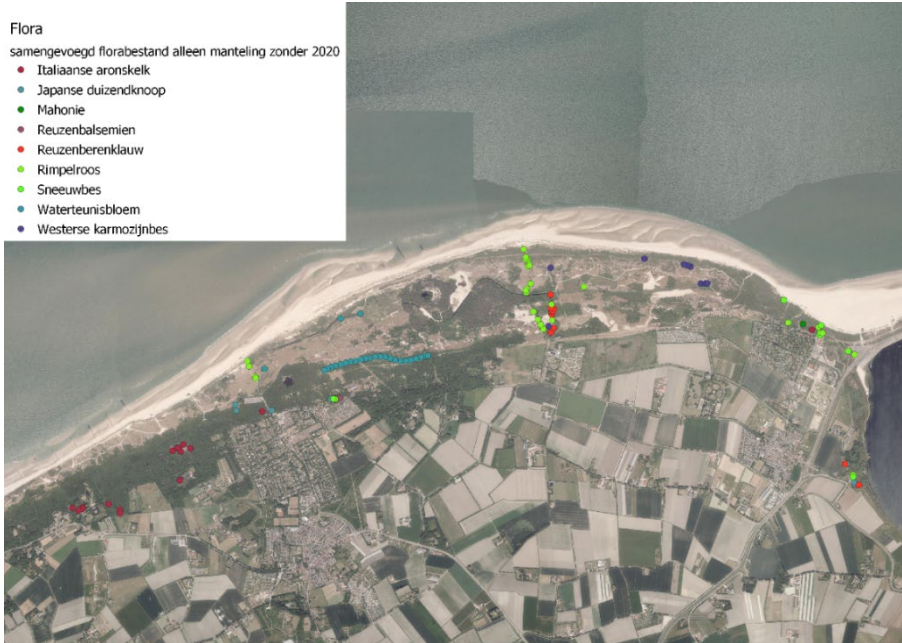 Flora
samengevoegd florabestand alleen manteling zonder 2020
Italiaanse aronskelk
Japanse duizendknoop
Mahonie
Reuzenbalsemien
Reuzenberenklauw
Rimpelroos
Sneeuwbes
Waterteunisbloem
Westerse karmozijnbes